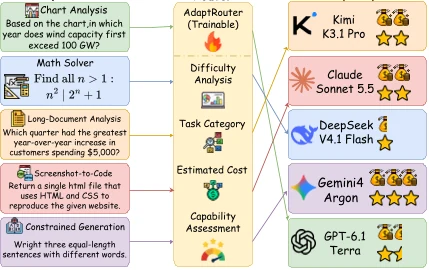 Chart Analysis
Based on the chart,in which
year does wind capacity first
exceed 100 GW?
Math Solver
Find all n > 1 :
n² | 2ⁿ + 1
Long-Document Analysis
Which quarter had the greatest
year-over-year increase in
customers spending $5,000?
Screenshot-to-Code
Return a single html file that
uses HTML and CSS to
reproduce the given website.
Constrained Generation
Wright three equal-length
sentences with different words.
AdaptRouter
(Trainable)
Difficulty
Analysis
Task Category
Estimated Cost
Capability
Assessment
Kimi
K3.1 Pro
Claude
Sonnet 5.5
DeepSeek
V4.1 Flash
Gemini4
Argon
GPT-6.1
Terra